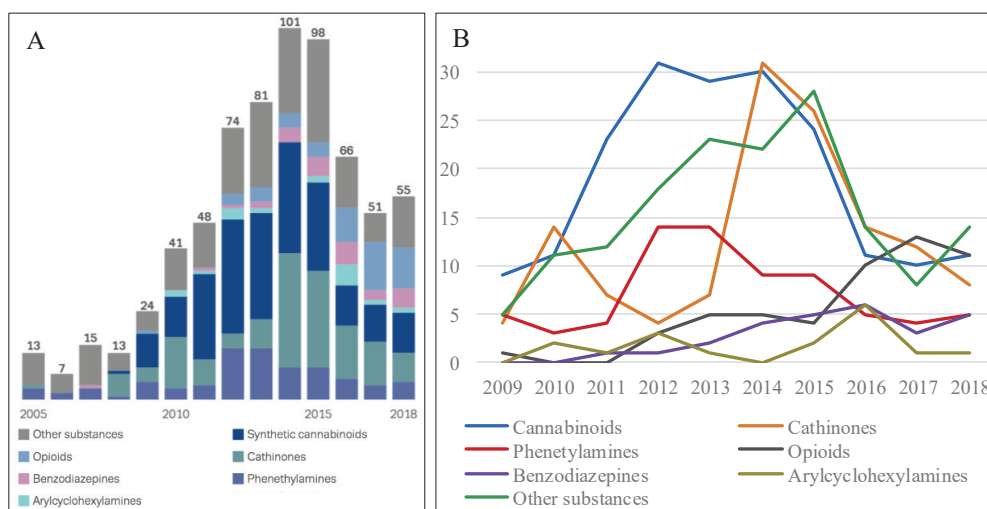 A
101
98
81
74
66
55
51
48
41
24
13
7
15
13
2005
2010
2015
2018
Other substances
Synthetic cannabinoids
Opioids
Cathinones
Benzodiazepines
Phenethylamines
Arylcyclohexylamines
B
30
25
20
15
10
5
0
2009 2010 2011 2012 2013 2014 2015 2016 2017 2018
Cannabinoids
Cathinones
Phenetylamines
Opioids
Benzodiazepines
Arylcyclohexylamines
Other substances